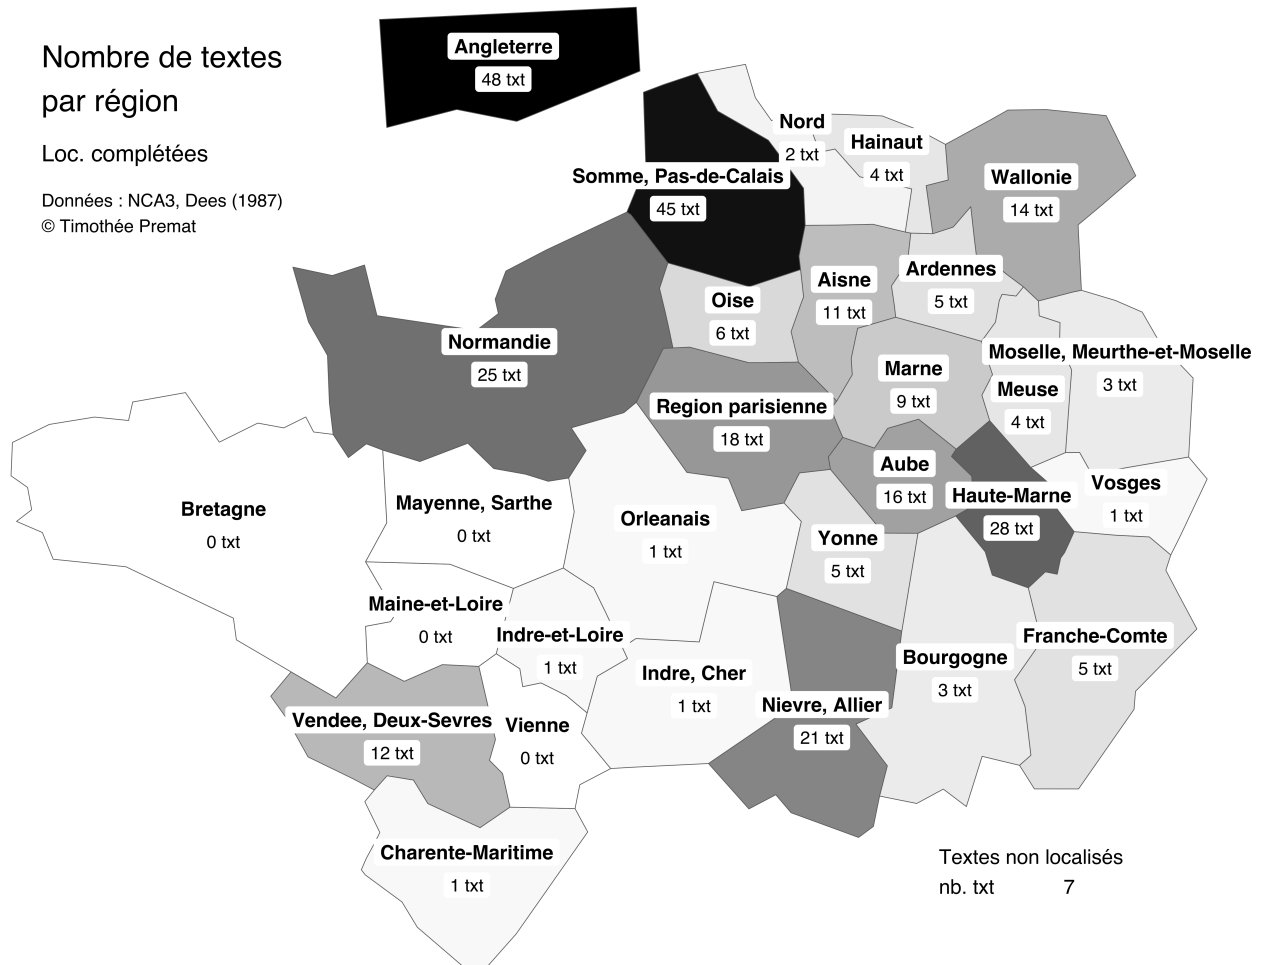 Nombre de textes
par région
Loc. complétées
Données : NCA3, Dees (1987)
© Timothée Premat
Angleterre
48 txt
Nord
2 txt
Hainaut
4 txt
Somme, Pas-de-Calais
45 txt
Wallonie
14 txt
Oise
6 txt
Aisne
11 txt
Ardennes
5 txt
Normandie
25 txt
Moselle, Meurthe-et-Moselle
3 txt
Marne
9 txt
Meuse
4 txt
Region parisienne
18 txt
Aube
16 txt
Haute-Marne
28 txt
Vosges
1 txt
Bretagne
0 txt
Mayenne, Sarthe
0 txt
Orleanais
1 txt
Yonne
5 txt
Maine-et-Loire
0 txt
Indre-et-Loire
1 txt
Franche-Comte
5 txt
Bourgogne
3 txt
Indre, Cher
1 txt
Nievre, Allier
21 txt
Vendee, Deux-Sevres
12 txt
Vienne
0 txt
Charente-Maritime
1 txt
Textes non localisés
nb. txt 7